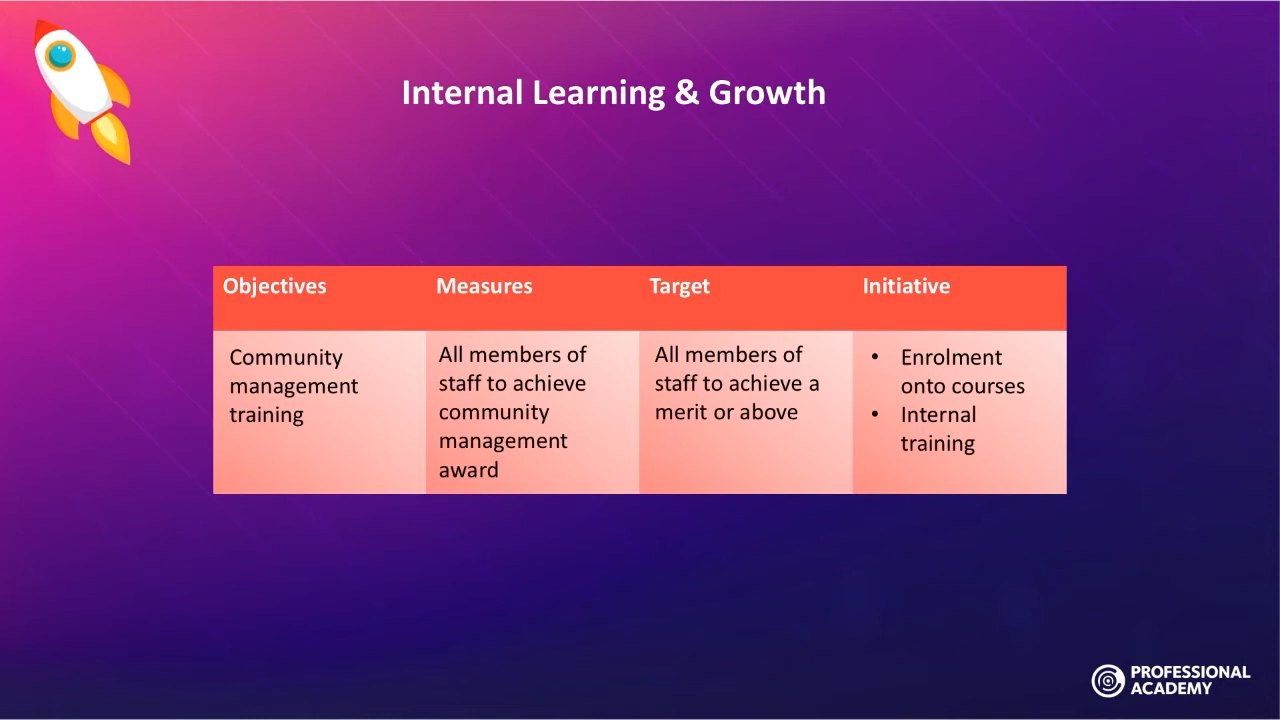 Internal Learning & Growth
Objectives
Measures
Target
Initiative
Community
management
training
All members of
staff to achieve
community
management
award
All members of
staff to achieve a
merit or above
• Enrolment
onto courses
• Internal
training
PROFESSIONAL
ACADEMY